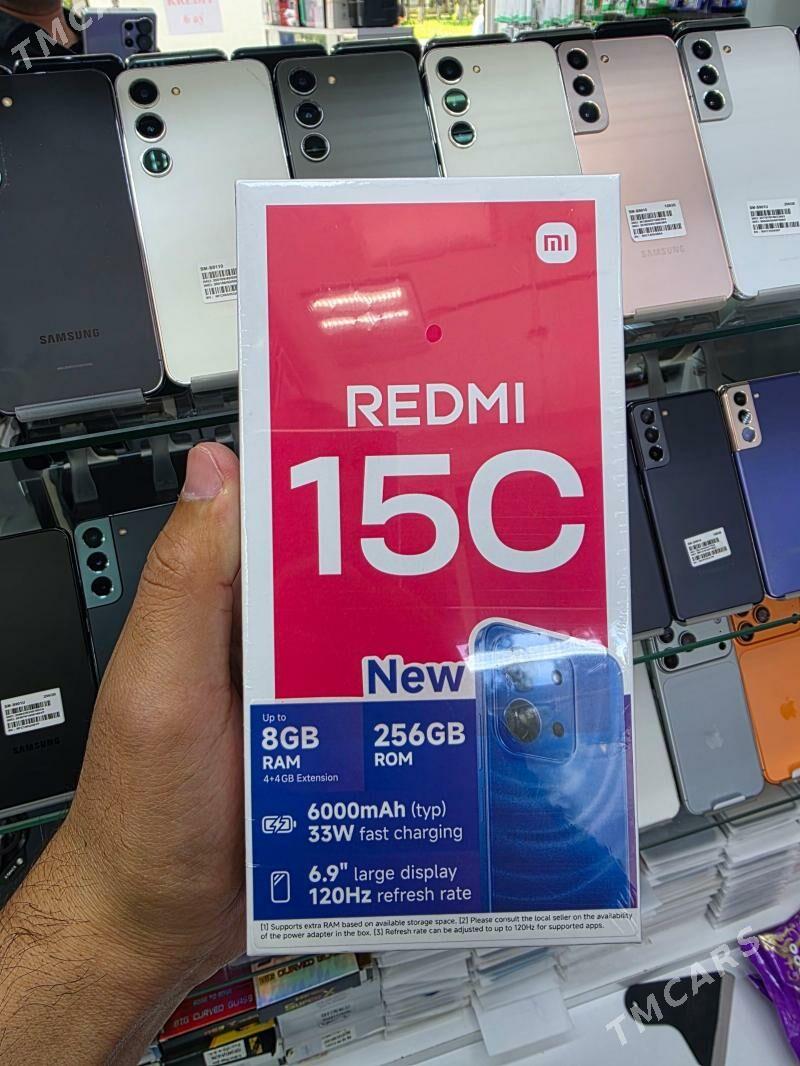 TMCARS
KREDIT
6 aý
SAMSUNG
SAMSUNG
SAMSUNG
mi
REDMI
15C
New
Up to
8GB
RAM
4+4GB Extension
256GB
ROM
6000mAh (typ)
33W fast charging
6.9" large display
120Hz refresh rate
[1] Supports extra RAM based on available storage space. [2] Please consult the local seller on the availability
of the power adapter in the box. [3] Refresh rate can be adjusted to up to 120Hz for supported apps.
TMCARS